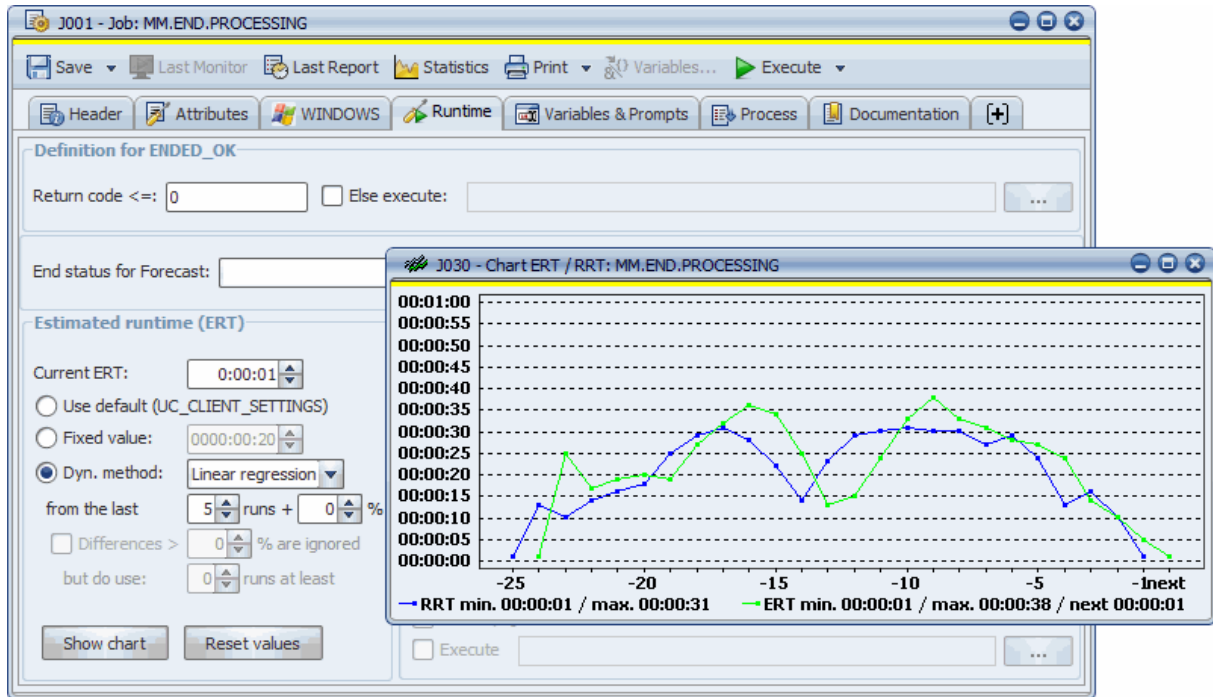 J001 - Job: MM.END.PROCESSING
Save Last Monitor Last Report Statistics Print Variables... Execute
Header Attributes WINDOWS Runtime Variables & Prompts Process Documentation [+]
Definition for ENDED_OK
Return code <=: 0 Else execute: ...
End status for Forecast:
Estimated runtime (ERT)
Current ERT: 0:00:01
Use default (UC_CLIENT_SETTINGS)
Fixed value: 0000:00:20
Dyn. method: Linear regression
from the last 5 runs + 0 %
Differences > 0 % are ignored
but do use: 0 runs at least
Show chart Reset values
Execute ...
J030 - Chart ERT / RRT: MM.END.PROCESSING
00:01:00
00:00:55
00:00:50
00:00:45
00:00:40
00:00:35
00:00:30
00:00:25
00:00:20
00:00:15
00:00:10
00:00:05
00:00:00
-25 -20 -15 -10 -5 -1next
RRT min. 00:00:01 / max. 00:00:31 ERT min. 00:00:01 / max. 00:00:38 / next 00:00:01